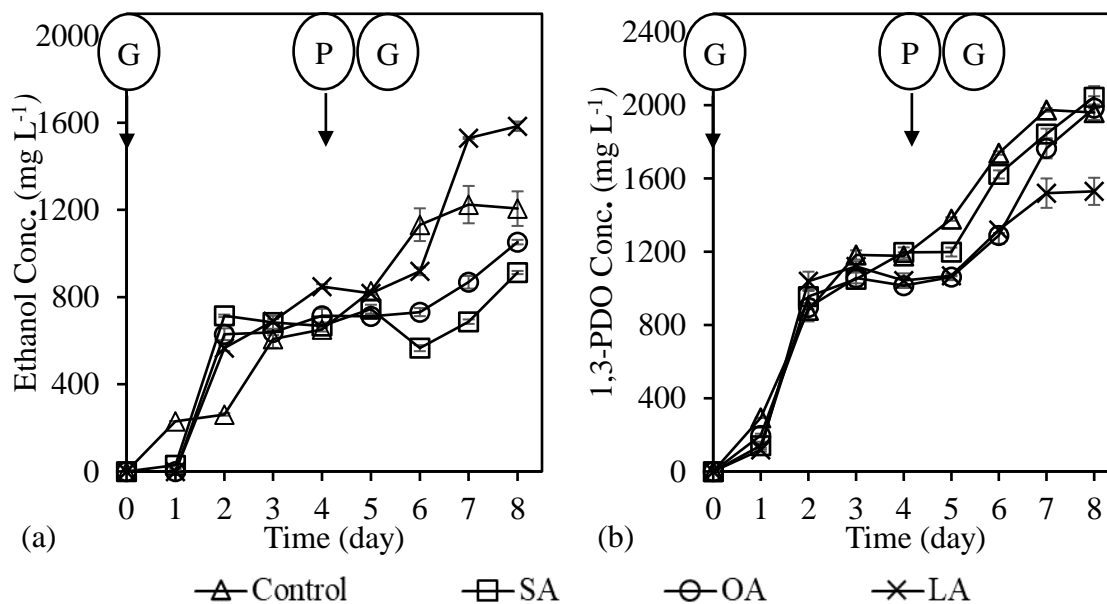 G P G
2000
1600
1200
800
400
0
Ethanol Conc. (mg L-1)
0 1 2 3 4 5 6 7 8
Time (day)
(a)
G P G
2400
2000
1600
1200
800
400
0
1,3-PDO Conc. (mg L-1)
0 1 2 3 4 5 6 7 8
Time (day)
(b)
Control SA OA LA